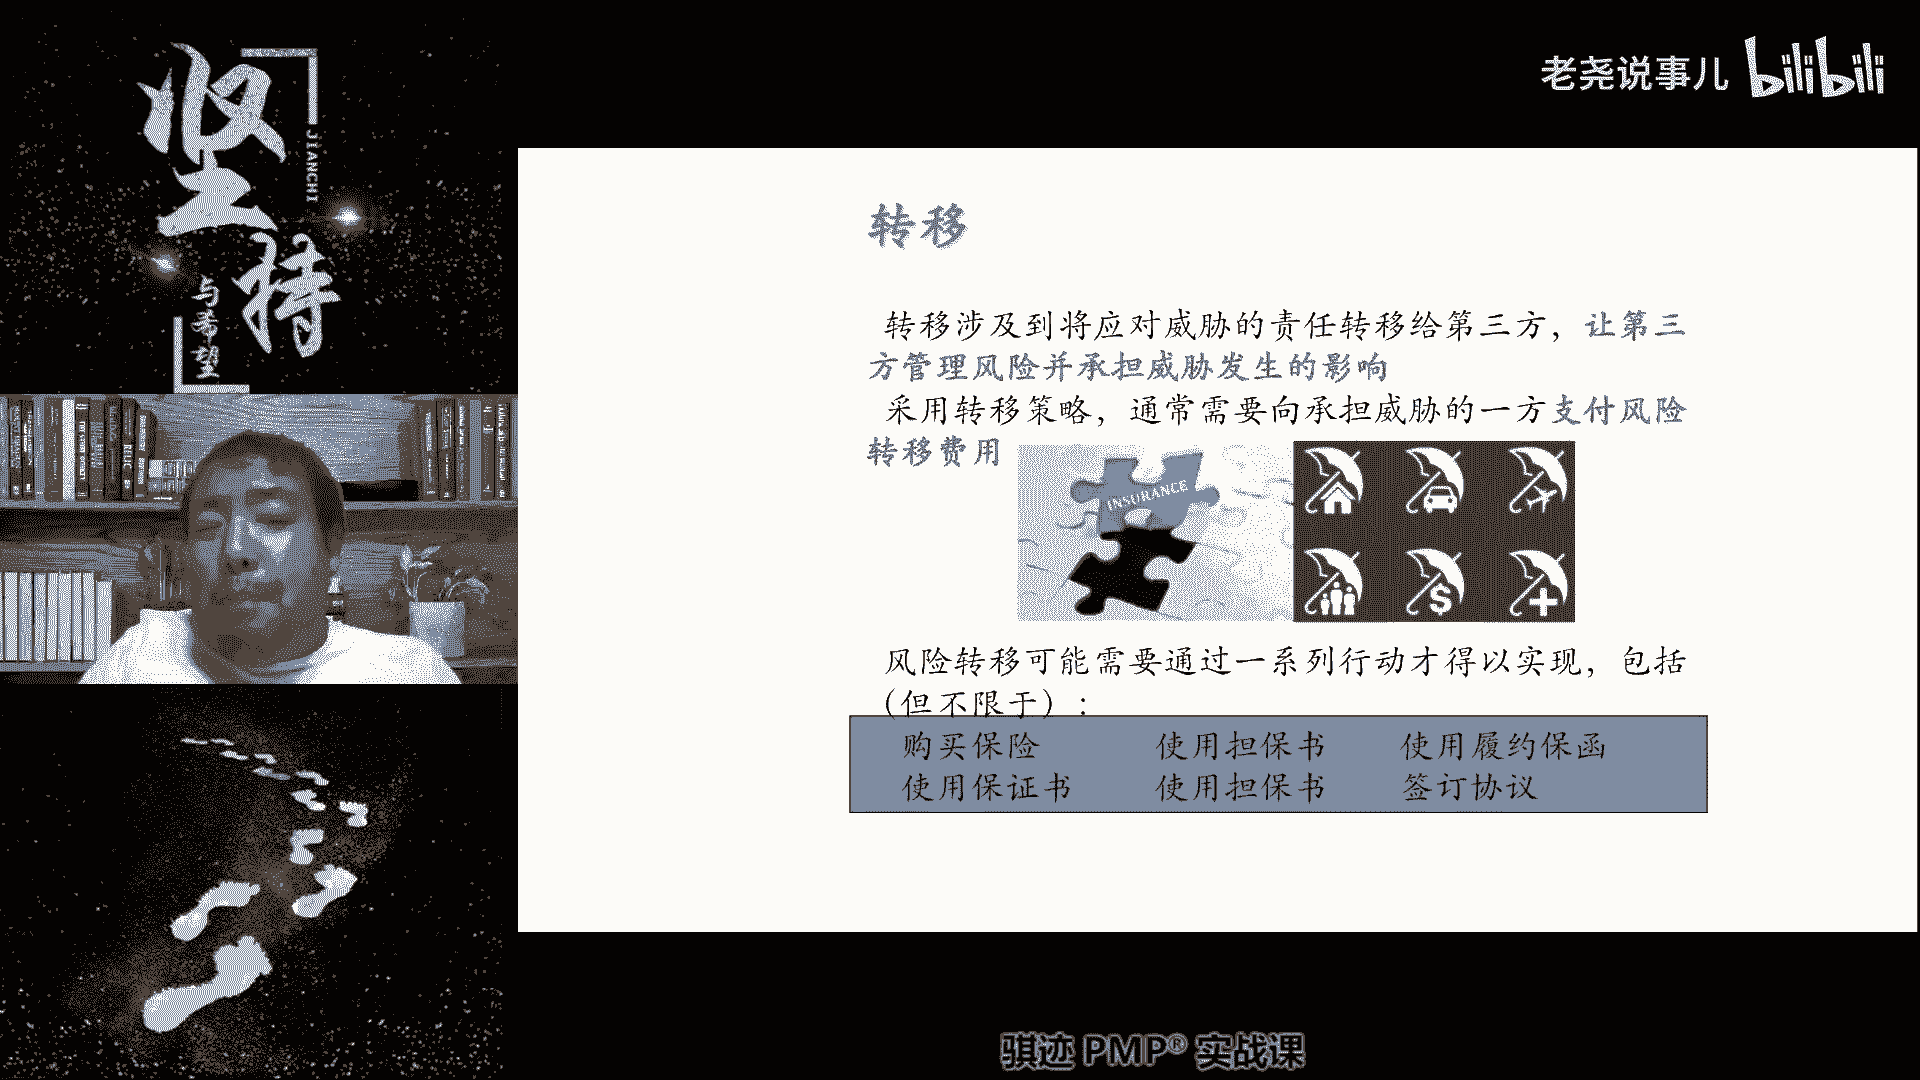 坚持
JIANCHI
与希望
老尧说事儿 bilibili
转移
转移涉及到将应对威胁的责任转移给第三方，让第三
方管理风险并承担威胁发生的影响
采用转移策略，通常需要向承担威胁的一方支付风险
转移费用
INSURANCE
风险转移可能需要通过一系列行动才得以实现，包括
（但不限于）：
购买保险 使用担保书 使用履约保函
使用保证书 使用担保书 签订协议
骐迹 PMP® 实战课